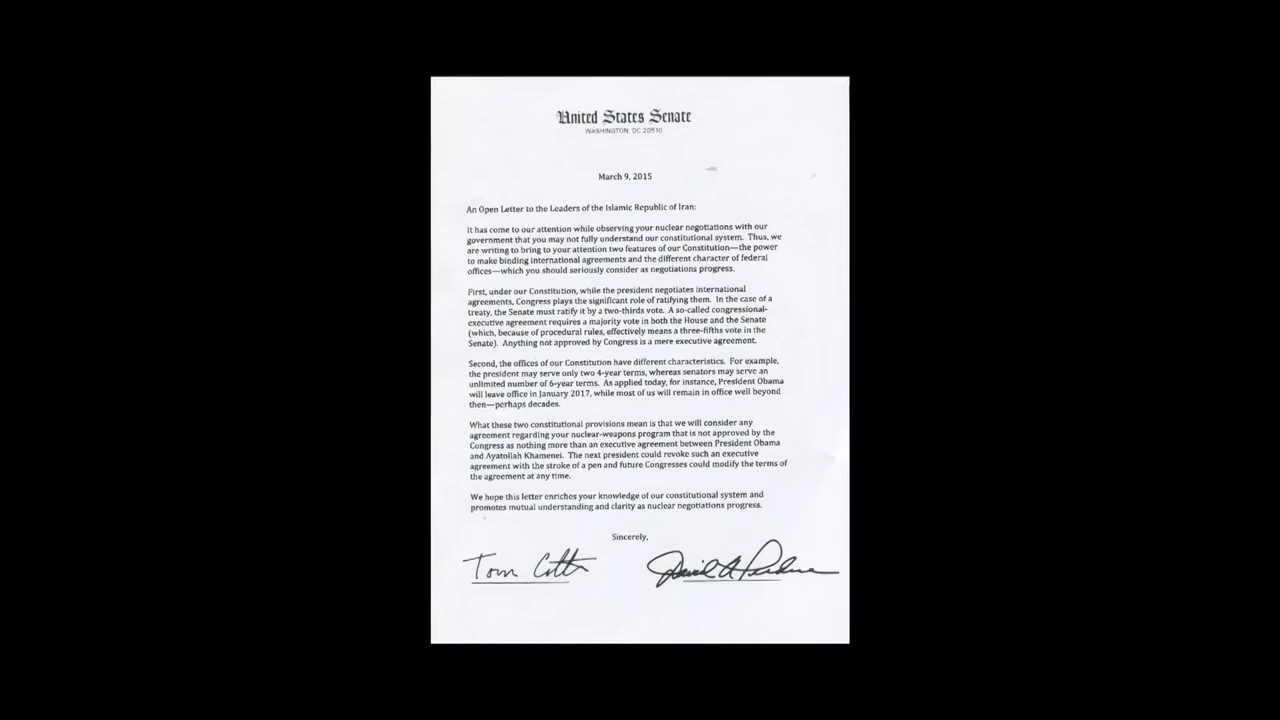 United States Senate
WASHINGTON, DC 20510
March 9, 2015
An Open Letter to the Leaders of the Islamic Republic of Iran:
It has come to our attention while observing your nuclear negotiations with our
government that you may not fully understand our constitutional system. Thus, we
are writing to bring to your attention two features of our Constitution—the power
to make binding international agreements and the different character of federal
offices—which you should seriously consider as negotiations progress.
First, under our Constitution, while the president negotiates international
agreements, Congress plays the significant role of ratifying them. In the case of a
treaty, the Senate must ratify it by a two-thirds vote. A so-called congressional-
executive agreement requires a majority vote in both the House and the Senate
(which, because of procedural rules, effectively means a three-fifths vote in the
Senate). Anything not approved by Congress is a mere executive agreement.
Second, the offices of our Constitution have different characteristics. For example,
the president may serve only two 4-year terms, whereas senators may serve an
unlimited number of 6-year terms. As applied today, for instance, President Obama
will leave office in January 2017, while most of us will remain in office well beyond
then—perhaps decades.
What these two constitutional provisions mean is that we will consider any
agreement regarding your nuclear-weapons program that is not approved by the
Congress as nothing more than an executive agreement between President Obama
and Ayatollah Khamenei. The next president could revoke such an executive
agreement with the stroke of a pen and future Congresses could modify the terms of
the agreement at any time.
We hope this letter enriches your knowledge of our constitutional system and
promotes mutual understanding and clarity as nuclear negotiations progress.
Sincerely,
Tom Cotton David A Perdue